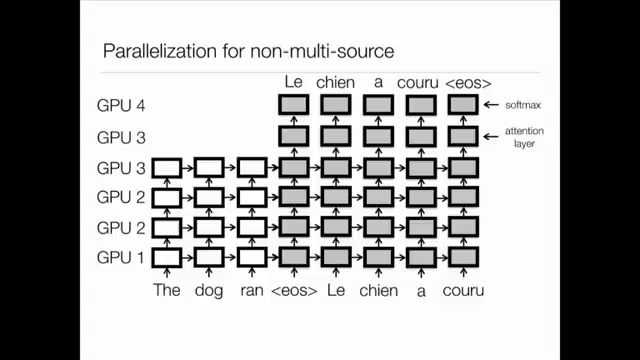 Parallelization for non-multi-source
Le chien a couru <eos>
GPU 4 softmax
GPU 3 attention
layer
GPU 3
GPU 2
GPU 2
GPU 1
The dog ran <eos> Le chien a couru